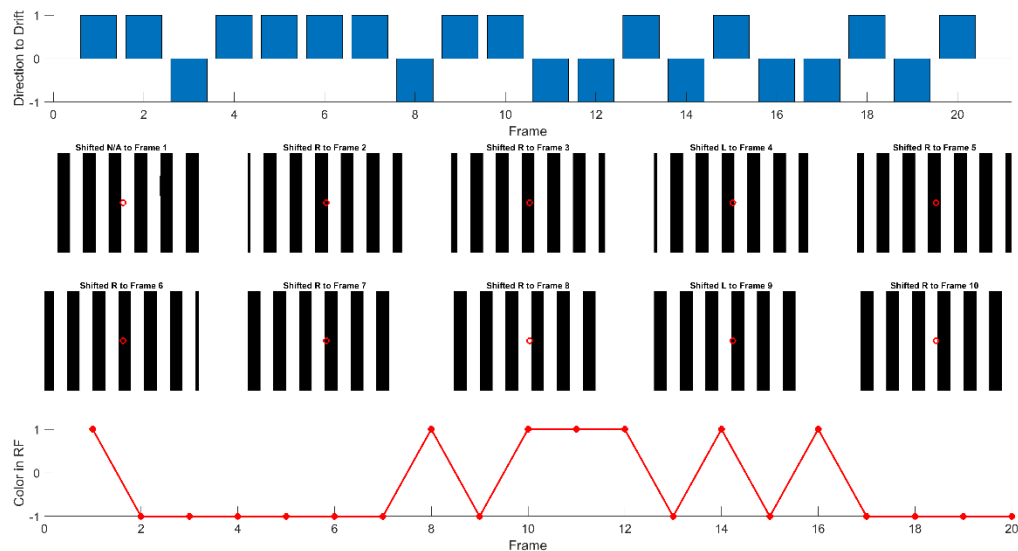 Direction to Drift
1
0
-1
0 2 4 6 8 10 12 14 16 18 20
Frame
Shifted N/A to Frame 1 Shifted R to Frame 2 Shifted R to Frame 3 Shifted L to Frame 4 Shifted R to Frame 5
Shifted R to Frame 6 Shifted R to Frame 7 Shifted R to Frame 8 Shifted L to Frame 9 Shifted R to Frame 10
Color in RF
1
0
-1
0 2 4 6 8 10 12 14 16 18 20
Frame